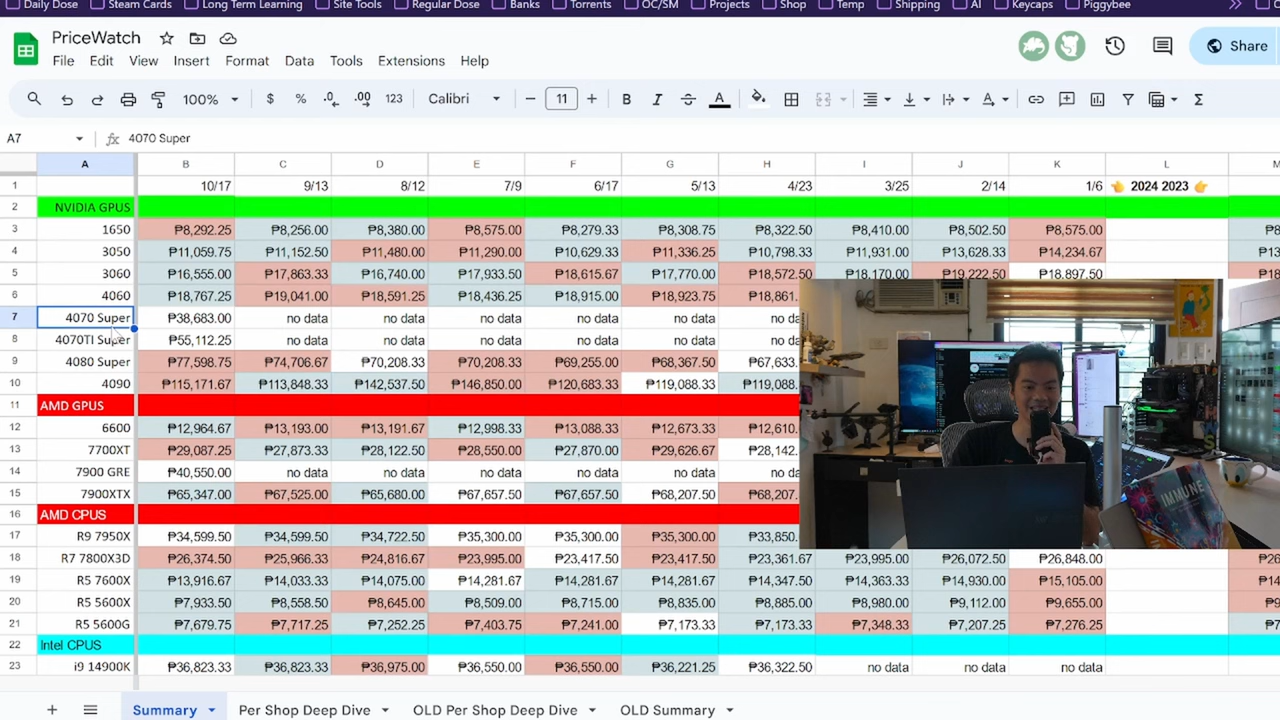 Daily Dose Steam Cards Long Term Learning Site Tools Regular Dose Banks Torrents OC/SM Projects Shop Temp Shipping AI Keycaps Piggybee
PriceWatch
File Edit View Insert Format Data Tools Extensions Help
Share
100% $ % .0 .00 123 Calibri 11 B I A
A7 fx 4070 Super
A B C D E F G H I J K L M
1 10/17 9/13 8/12 7/9 6/17 5/13 4/23 3/25 2/14 1/6 👈 2024 2023 👉
2 NVIDIA GPUS
3 1650 ₱8,292.25 ₱8,256.00 ₱8,380.00 ₱8,575.00 ₱8,279.33 ₱8,308.75 ₱8,322.50 ₱8,410.00 ₱8,502.50 ₱8,575.00
4 3050 ₱11,059.75 ₱11,152.50 ₱11,480.00 ₱11,290.00 ₱10,629.33 ₱11,336.25 ₱10,798.33 ₱11,931.00 ₱13,628.33 ₱14,234.67
5 3060 ₱16,555.00 ₱17,863.33 ₱16,740.00 ₱17,933.50 ₱18,615.67 ₱17,770.00 ₱18,572.50 ₱18,170.00 ₱19,222.50 ₱18,897.50
6 4060 ₱18,767.25 ₱19,041.00 ₱18,591.25 ₱18,436.25 ₱18,915.00 ₱18,923.75 ₱18,861.
7 4070 Super ₱38,683.00 no data no data no data no data no data no da
8 4070TI Super ₱55,112.25 no data no data no data no data no data no da
9 4080 Super ₱77,598.75 ₱74,706.67 ₱70,208.33 ₱70,208.33 ₱69,255.00 ₱68,367.50 ₱67,633.
10 4090 ₱115,171.67 ₱142,537.50 ₱146,850.00 ₱120,683.33 ₱119,088.33 ₱119,088.
11 AMD GPUS
12 6600 ₱12,964.67 ₱13,193.00 ₱13,191.67 ₱12,998.33 ₱13,088.33 ₱12,673.33 ₱12,610.
13 7700XT ₱29,087.25 ₱27,873.33 ₱28,122.50 ₱28,550.00 ₱27,870.00 ₱29,626.67 ₱28,142.
14 7900 GRE ₱40,550.00 no data no data no data no data no data no da
15 7900XTX ₱65,347.00 ₱67,525.00 ₱65,680.00 ₱67,657.50 ₱67,657.50 ₱68,207.50 ₱68,207.
16 AMD CPUS
17 R9 7950X ₱34,599.50 ₱34,599.50 ₱34,722.50 ₱35,300.00 ₱35,300.00 ₱35,300.00 ₱33,850.
18 R7 7800X3D ₱26,374.50 ₱25,966.33 ₱24,816.67 ₱23,995.00 ₱23,417.50 ₱23,417.50 ₱23,361.67 ₱23,995.00 ₱26,072.50 ₱26,848.00
19 R5 7600X ₱13,916.67 ₱14,033.33 ₱14,075.00 ₱14,281.67 ₱14,281.67 ₱14,281.67 ₱14,347.50 ₱14,363.33 ₱14,930.00 ₱15,105.00
20 R5 5600X ₱7,933.50 ₱8,558.50 ₱8,645.00 ₱8,509.00 ₱8,715.00 ₱8,835.00 ₱8,885.00 ₱8,980.00 ₱9,112.00 ₱9,655.00
21 R5 5600G ₱7,679.75 ₱7,717.25 ₱7,252.25 ₱7,403.75 ₱7,241.00 ₱7,173.33 ₱7,173.33 ₱7,348.33 ₱7,207.25 ₱7,276.25
22 Intel CPUS
23 i9 14900K ₱36,823.33 ₱36,823.33 ₱36,975.00 ₱36,550.00 ₱36,550.00 ₱36,221.25 ₱36,322.50 no data no data no data
IMMUNE
Summary Per Shop Deep Dive OLD Per Shop Deep Dive OLD Summary